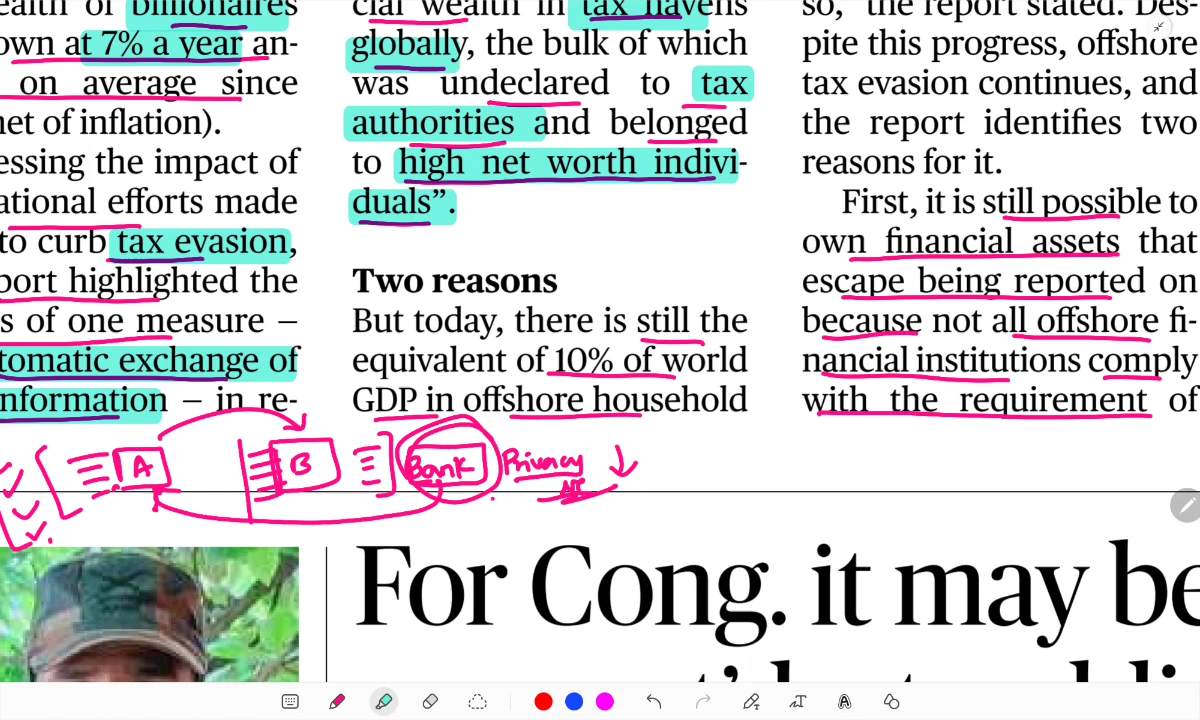 ealth of billionaires
own at 7% a year an-
on average since
net of inflation).
essing the impact of
ational efforts made
to curb tax evasion,
port highlighted the
s of one measure –
tomatic exchange of
nformation – in re-
cial wealth in tax havens
globally, the bulk of which
was undeclared to tax
authorities and belonged
to high net worth indivi-
duals”.
Two reasons
But today, there is still the
equivalent of 10% of world
GDP in offshore household
so,” the report stated. Des-
pite this progress, offshore
tax evasion continues, and
the report identifies two
reasons for it.
First, it is still possible to
own financial assets that
escape being reported on
because not all offshore fi-
nancial institutions comply
with the requirement of
A B Bank Privacy
For Cong. it may be